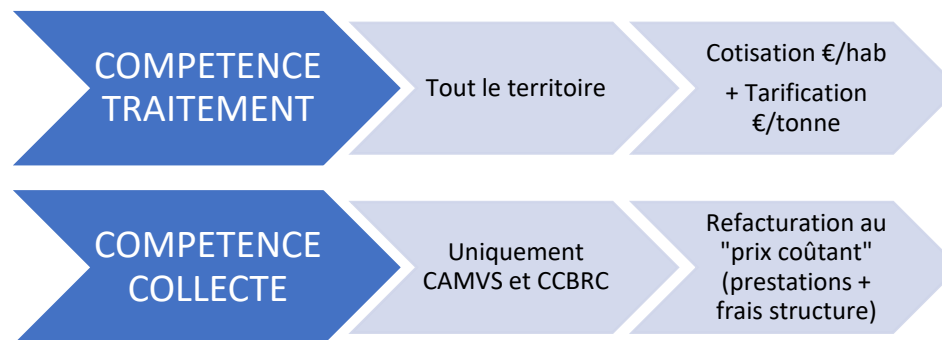 COMPETENCE
TRAITEMENT
Tout le territoire
Cotisation €/hab
+ Tarification
€/tonne
COMPETENCE
COLLECTE
Uniquement
CAMVS et CCBRC
Refacturation au
"prix coûtant"
(prestations +
frais structure)